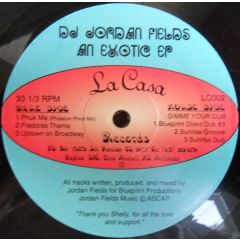 DJ JORDAN FIELDS
AN EXOTIC EP
La Casa
33 1/3 RPM
LC002
GIMME YOUR DUB
1.Phuk Me
1.Blueprint Disko Dub #3
2.Freddras Theme
2.Sunrise Groove
3.Uptown on Broadway
3.Sunrise Dub
Records
All tracks written, produced, and mixed by
Jordan Fields for Blueprint Productions
Jordan Fields Music ASCAP
"Thank you Shelly, for all the love
and support."